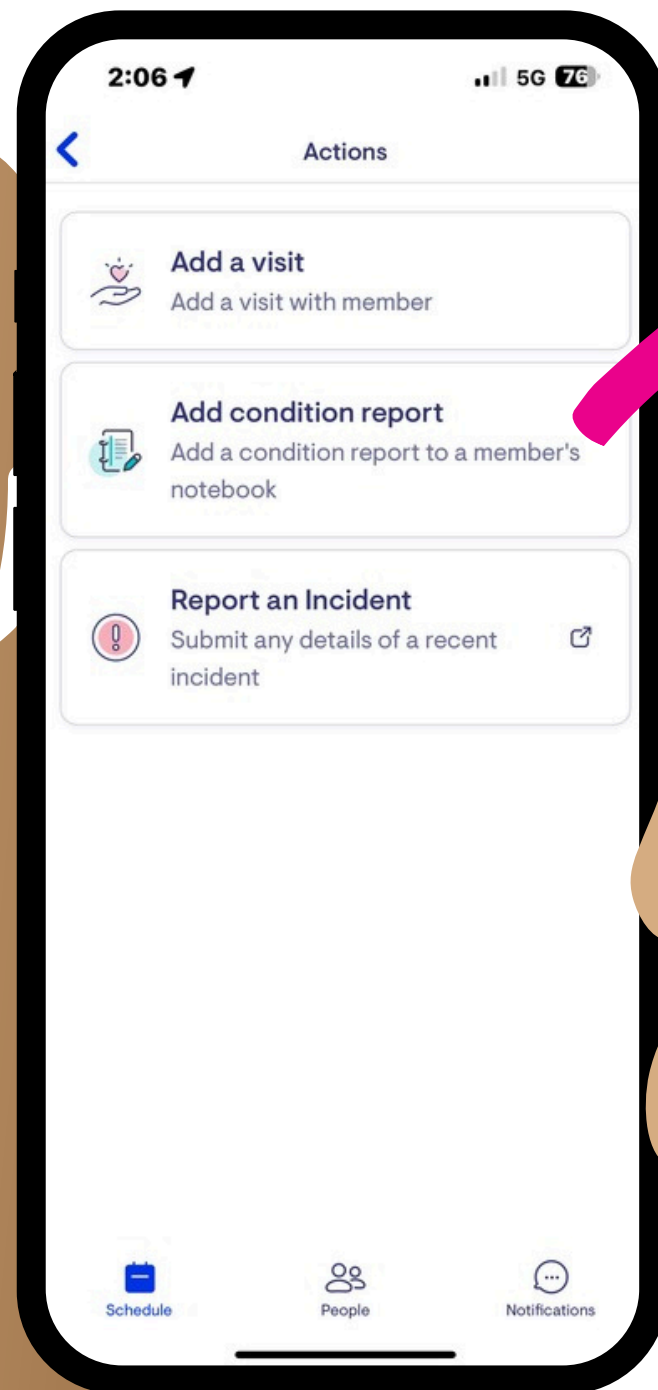 2:06 5G 76
Actions
Add a visit
Add a visit with member
Add condition report
Add a condition report to a member's
notebook
Report an Incident
Submit any details of a recent
incident
Schedule People Notifications